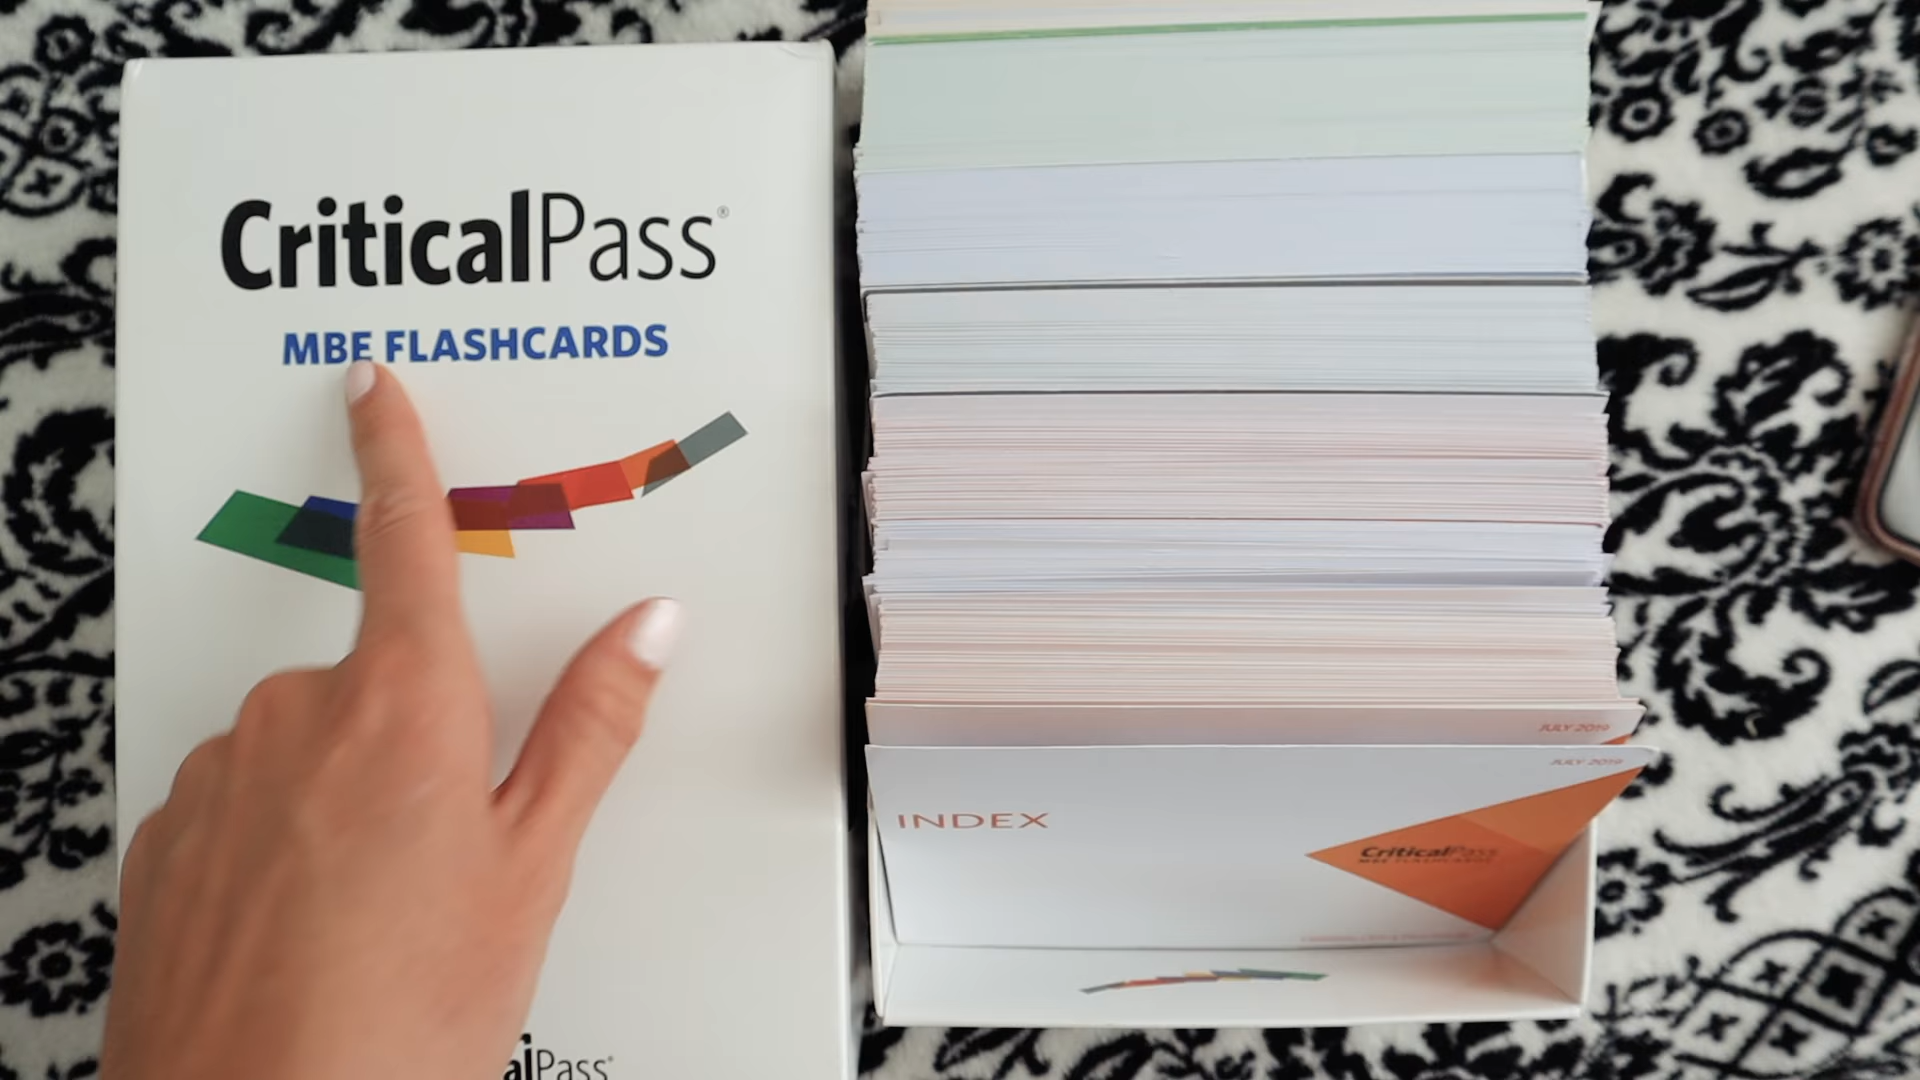 CriticalPass®
MBE FLASHCARDS
alPass®
JULY 2019
JULY 2019
INDEX
CriticalPass
MBE FLASHCARDS